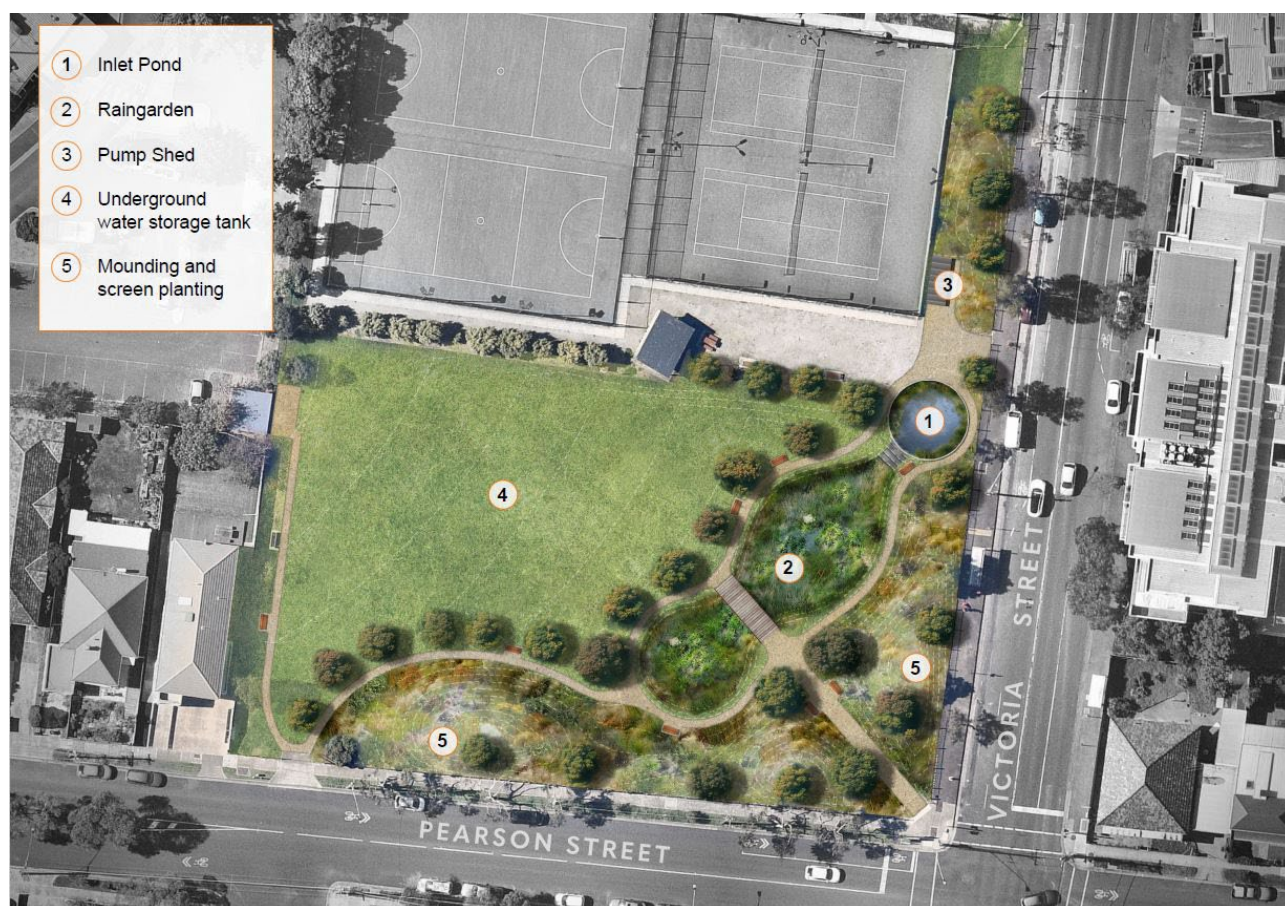 1 Inlet Pond
2 Raingarden
3 Pump Shed
4 Underground
water storage tank
5 Mounding and
screen planting
3
1
4
2
5
5
VICTORIA STREET
PEARSON STREET